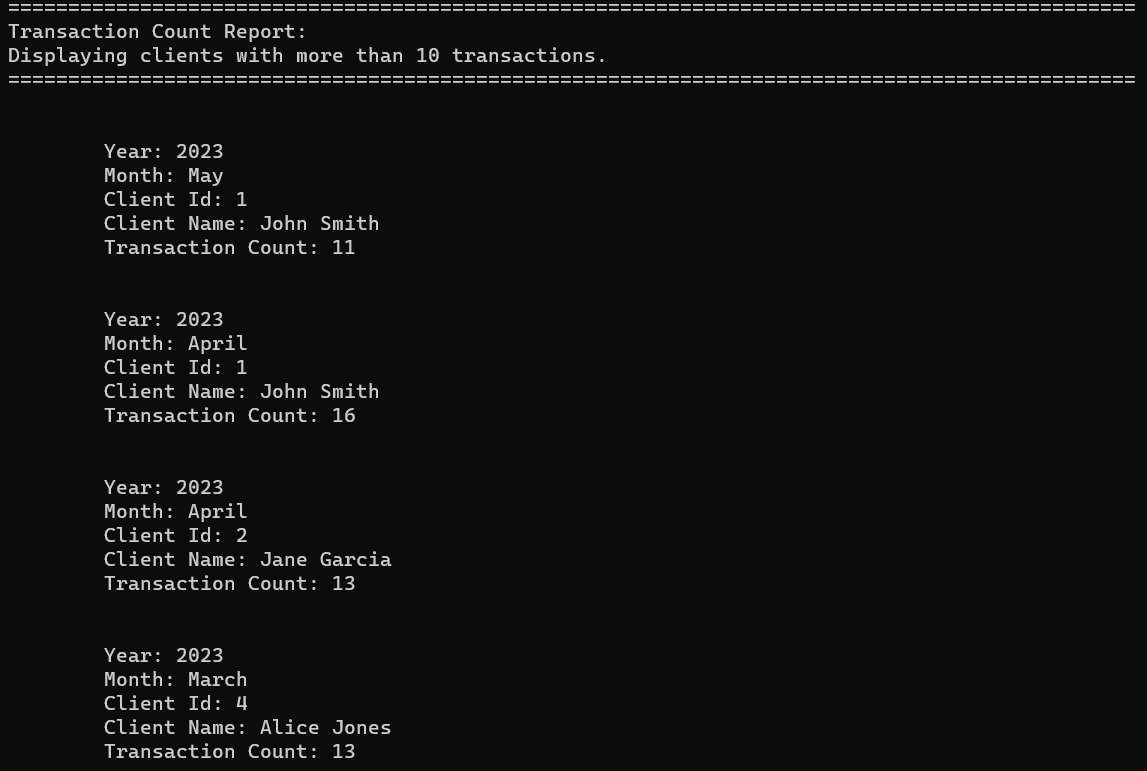 ==============================================================================================
Transaction Count Report:
Displaying clients with more than 10 transactions.
==============================================================================================
Year: 2023
Month: May
Client Id: 1
Client Name: John Smith
Transaction Count: 11
Year: 2023
Month: April
Client Id: 1
Client Name: John Smith
Transaction Count: 16
Year: 2023
Month: April
Client Id: 2
Client Name: Jane Garcia
Transaction Count: 13
Year: 2023
Month: March
Client Id: 4
Client Name: Alice Jones
Transaction Count: 13